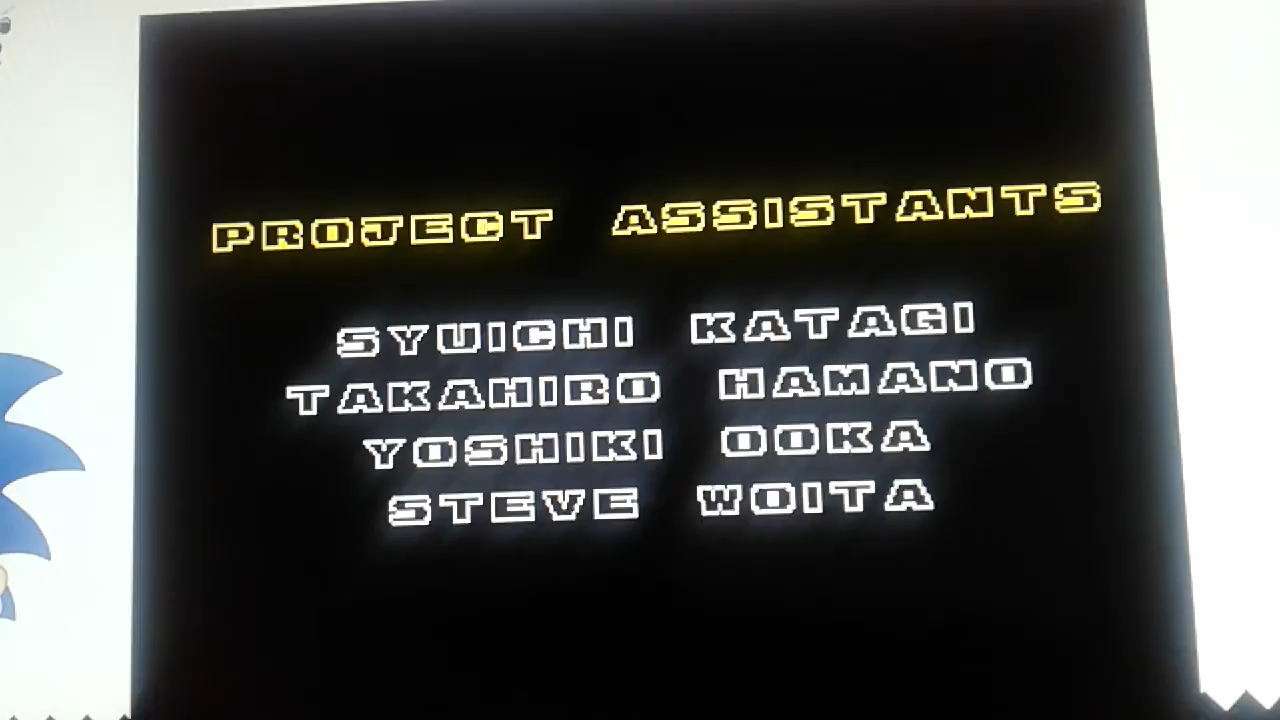 PROJECT ASSISTANTS
SYUICHI KATAGI
TAKAHIRO HAMANO
YOSHIKI OOKA
STEVE WOITA